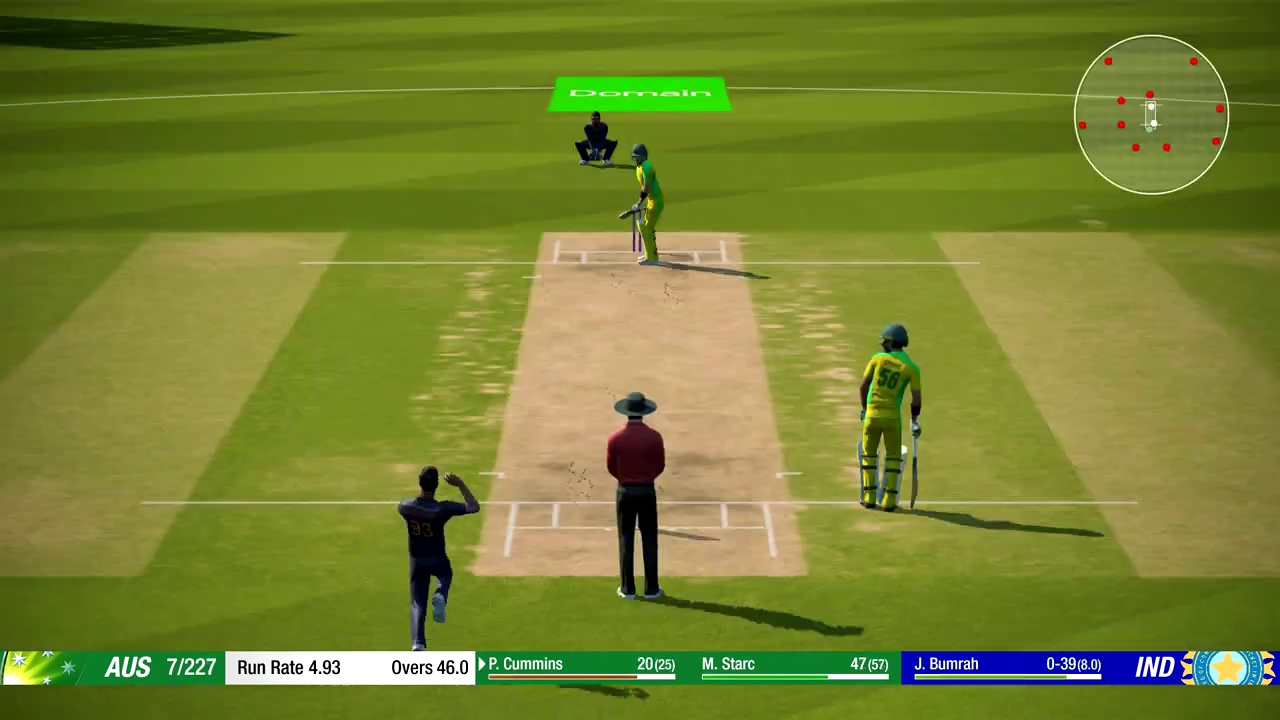 Domain
56
93
AUS 7/227 Run Rate 4.93 Overs 46.0 P. Cummins 20 (25) M. Starc 47 (57) J. Bumrah 0-39 (8.0) IND